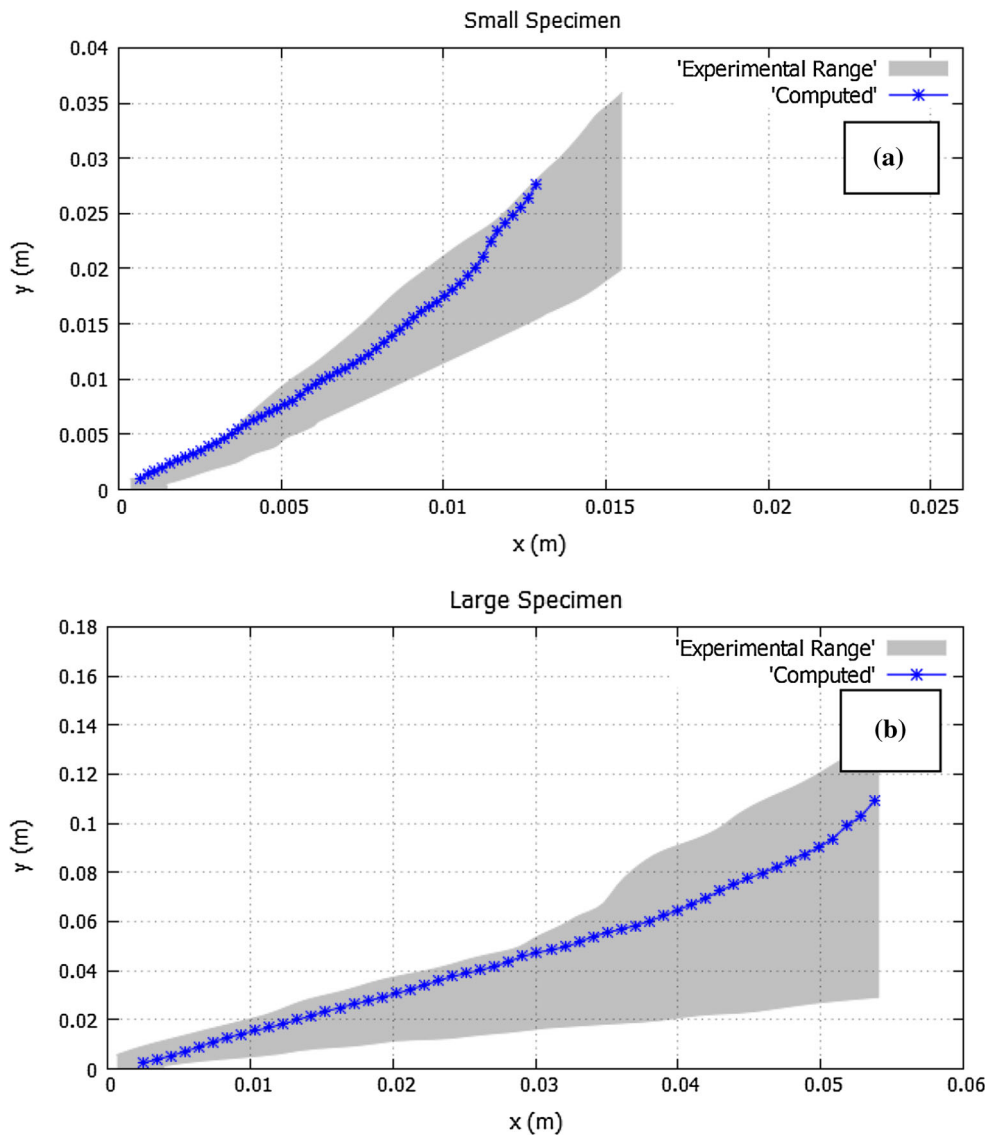 Small Specimen
0.04
0.035
0.03
0.025
0.02
0.015
0.01
0.005
0
y (m)
'Experimental Range'
'Computed'
(a)
0 0.005 0.01 0.015 0.02 0.025
x (m)
Large Specimen
0.18
0.16
0.14
0.12
0.1
0.08
0.06
0.04
0.02
0
y (m)
'Experimental Range'
'Computed'
(b)
0 0.01 0.02 0.03 0.04 0.05 0.06
x (m)